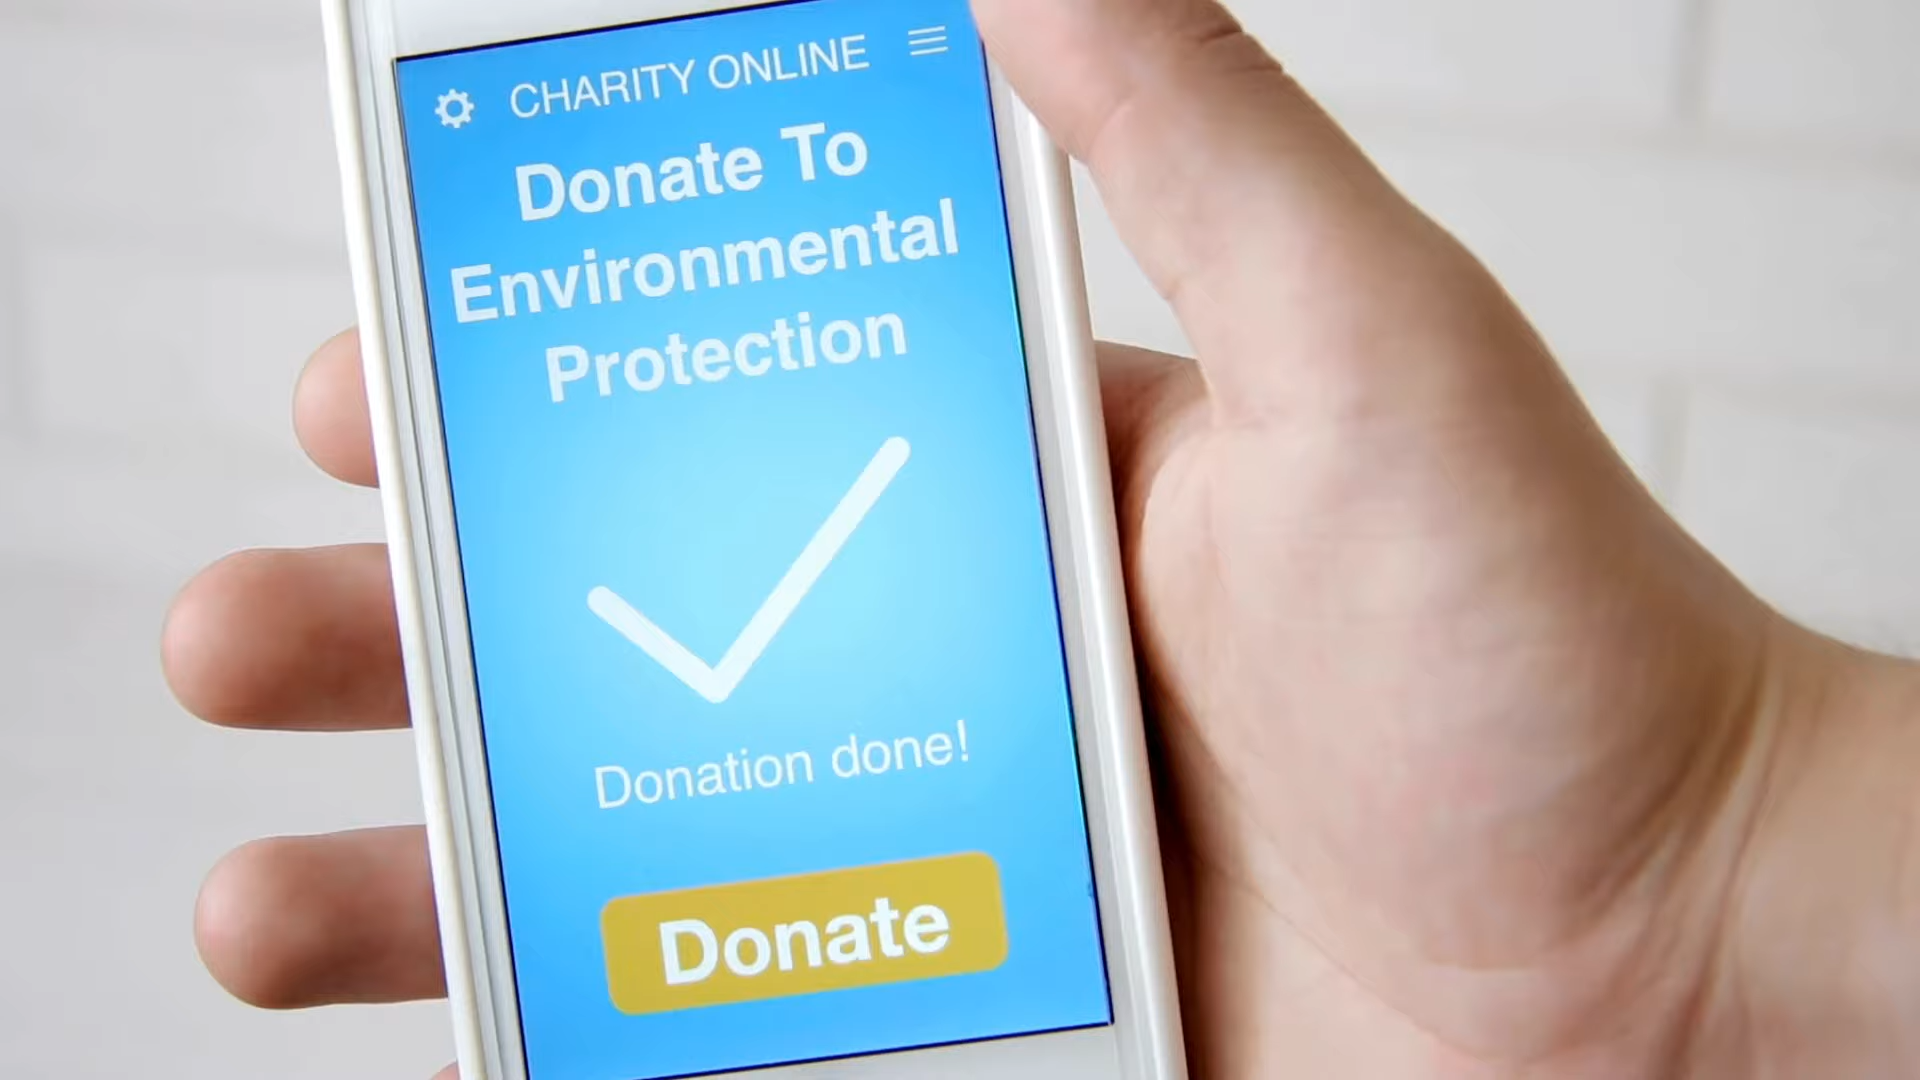 CHARITY ONLINE
Donate To
Environmental
Protection
Donation done!
Donate